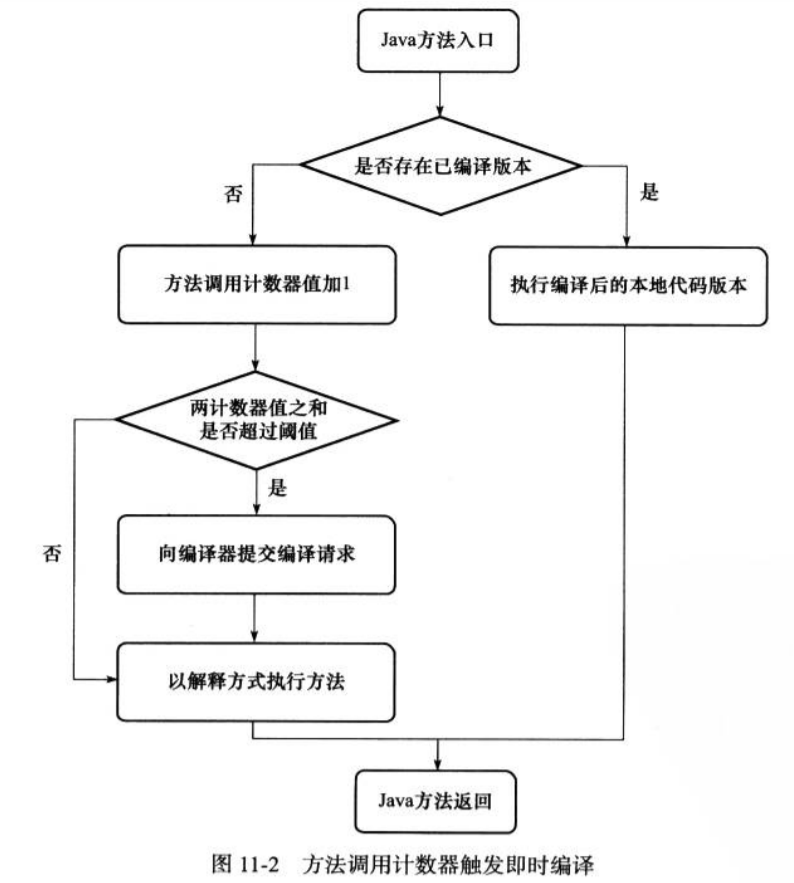 Java方法入口
是否存在已编译版本
否
是
方法调用计数器值加1
执行编译后的本地代码版本
两计数器值之和
是否超过阈值
是
否
向编译器提交编译请求
以解释方式执行方法
Java方法返回
图 11-2 方法调用计数器触发即时编译